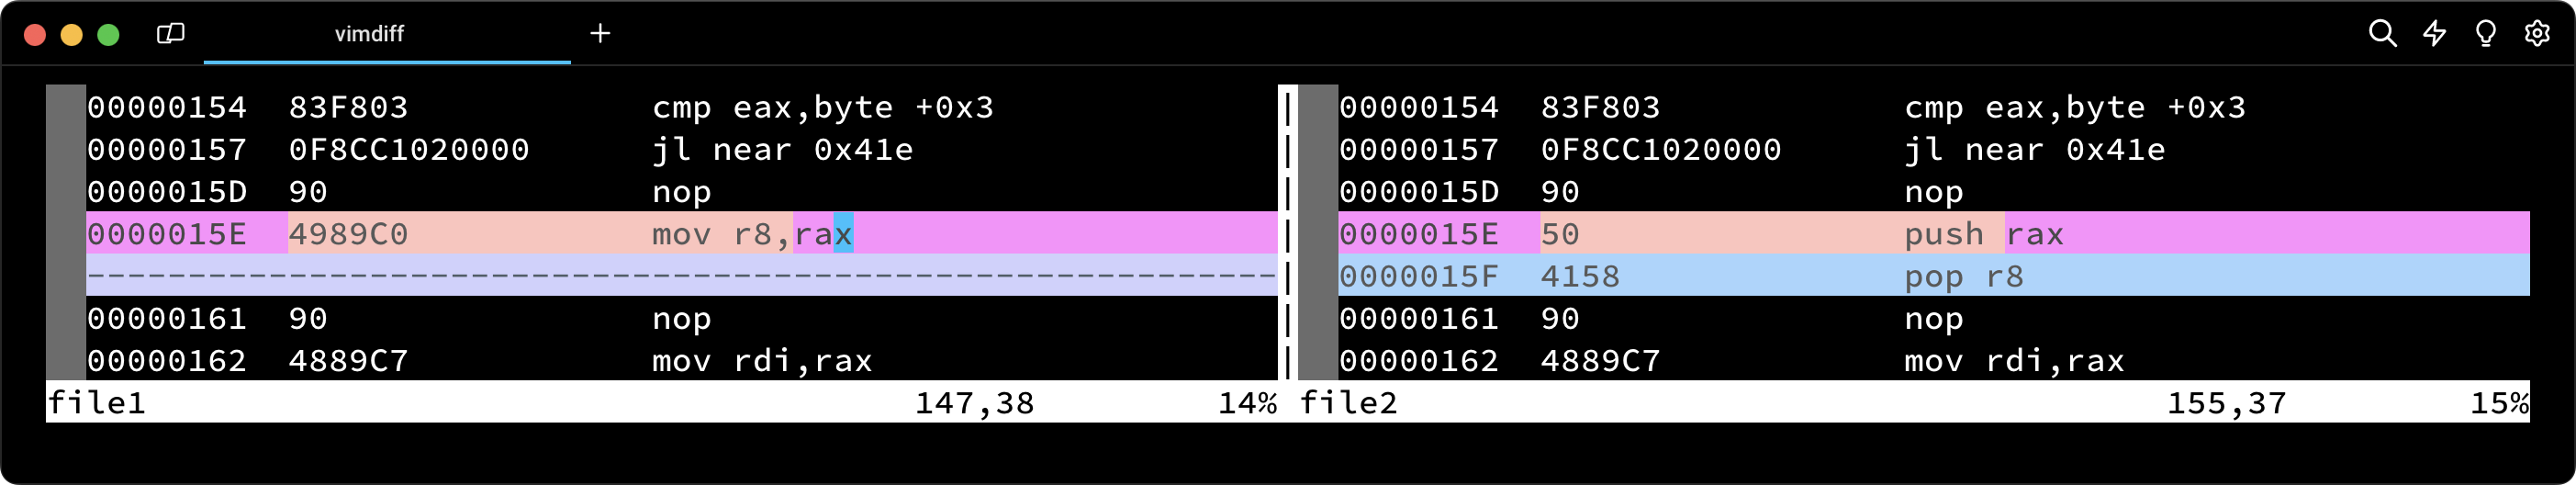 vimdiff
00000154 83F803 cmp eax,byte +0x3
00000157 0F8CC1020000 jl near 0x41e
0000015D 90 nop
0000015E 4989C0 mov r8,rax
-----------------------------------------------------------
00000161 90 nop
00000162 4889C7 mov rdi,rax
file1 147,38 14%
00000154 83F803 cmp eax,byte +0x3
00000157 0F8CC1020000 jl near 0x41e
0000015D 90 nop
0000015E 50 push rax
0000015F 4158 pop r8
00000161 90 nop
00000162 4889C7 mov rdi,rax
file2 155,37 15%